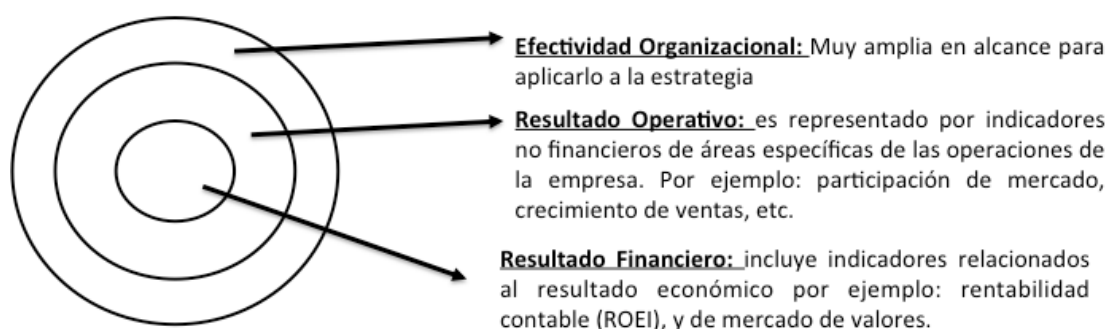 Efectividad Organizacional: Muy amplia en alcance para
aplicarlo a la estrategia
Resultado Operativo: es representado por indicadores
no financieros de áreas específicas de las operaciones de
la empresa. Por ejemplo: participación de mercado,
crecimiento de ventas, etc.
Resultado Financiero: incluye indicadores relacionados
al resultado económico por ejemplo: rentabilidad
contable (ROEI), y de mercado de valores.